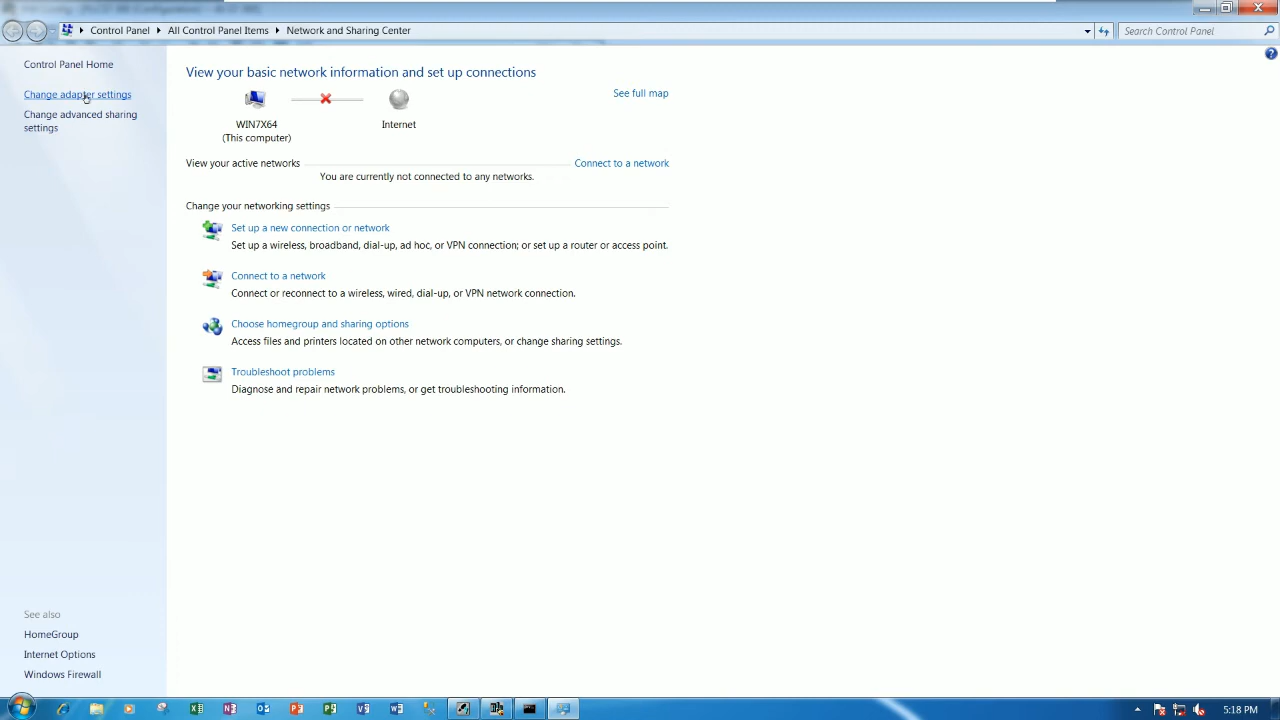 Control Panel
All Control Panel Items
Network and Sharing Center
Search Control Panel
Control Panel Home
Change adapter settings
Change advanced sharing
settings
View your basic network information and set up connections
See full map
WIN7X64
(This computer)
Internet
View your active networks
Connect to a network
You are currently not connected to any networks.
Change your networking settings
Set up a new connection or network
Set up a wireless, broadband, dial-up, ad hoc, or VPN connection; or set up a router or access point.
Connect to a network
Connect or reconnect to a wireless, wired, dial-up, or VPN network connection.
Choose homegroup and sharing options
Access files and printers located on other network computers, or change sharing settings.
Troubleshoot problems
Diagnose and repair network problems, or get troubleshooting information.
See also
HomeGroup
Internet Options
Windows Firewall
5:18 PM